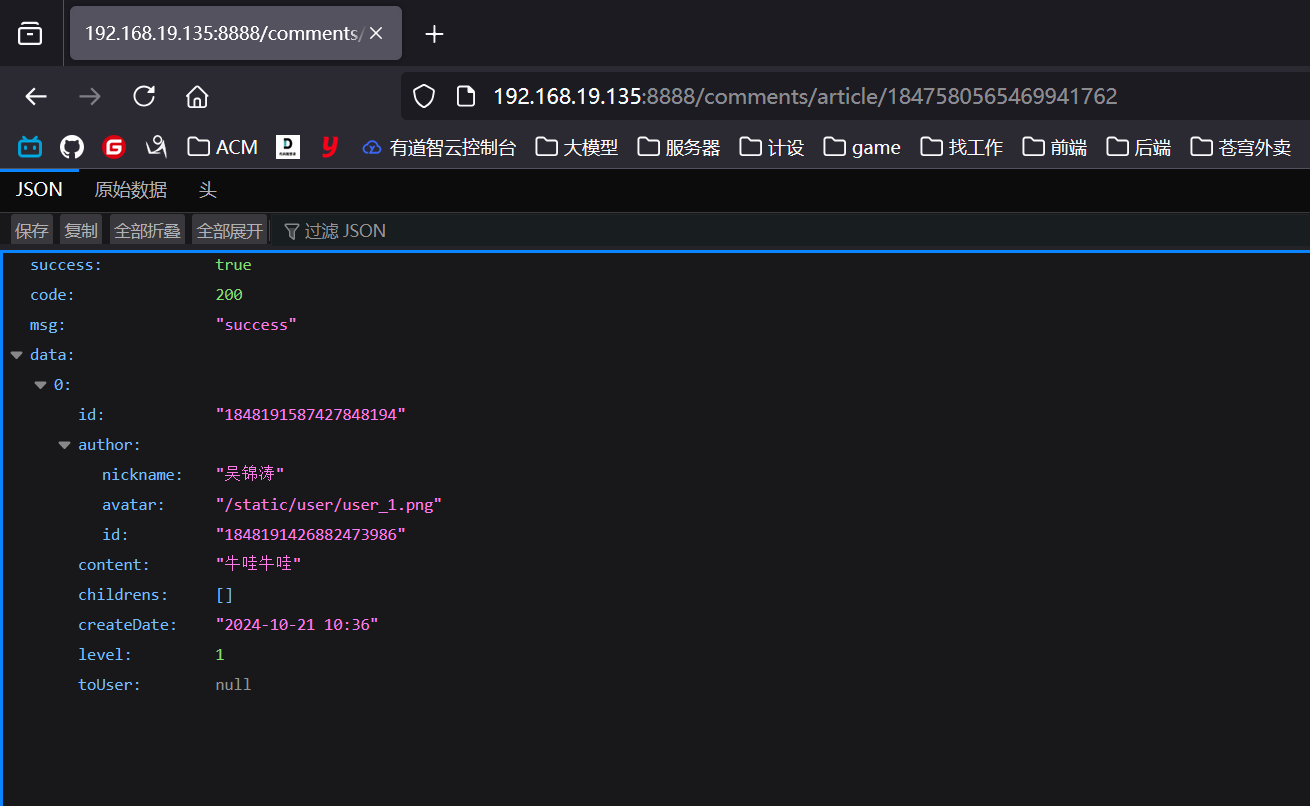 192.168.19.135:8888/comments/
192.168.19.135:8888/comments/article/1847580565469941762
ACM 有道智云控制台 大模型 服务器 计设 game 找工作 前端 后端 苍穹外卖
JSON 原始数据 头
保存 复制 全部折叠 全部展开 过滤 JSON
success: true
code: 200
msg: "success"
data:
0:
id: "1848191587427848194"
author:
nickname: "吴锦涛"
avatar: "/static/user/user_1.png"
id: "1848191426882473986"
content: "牛哇牛哇"
childrens: []
createDate: "2024-10-21 10:36"
level: 1
toUser: null